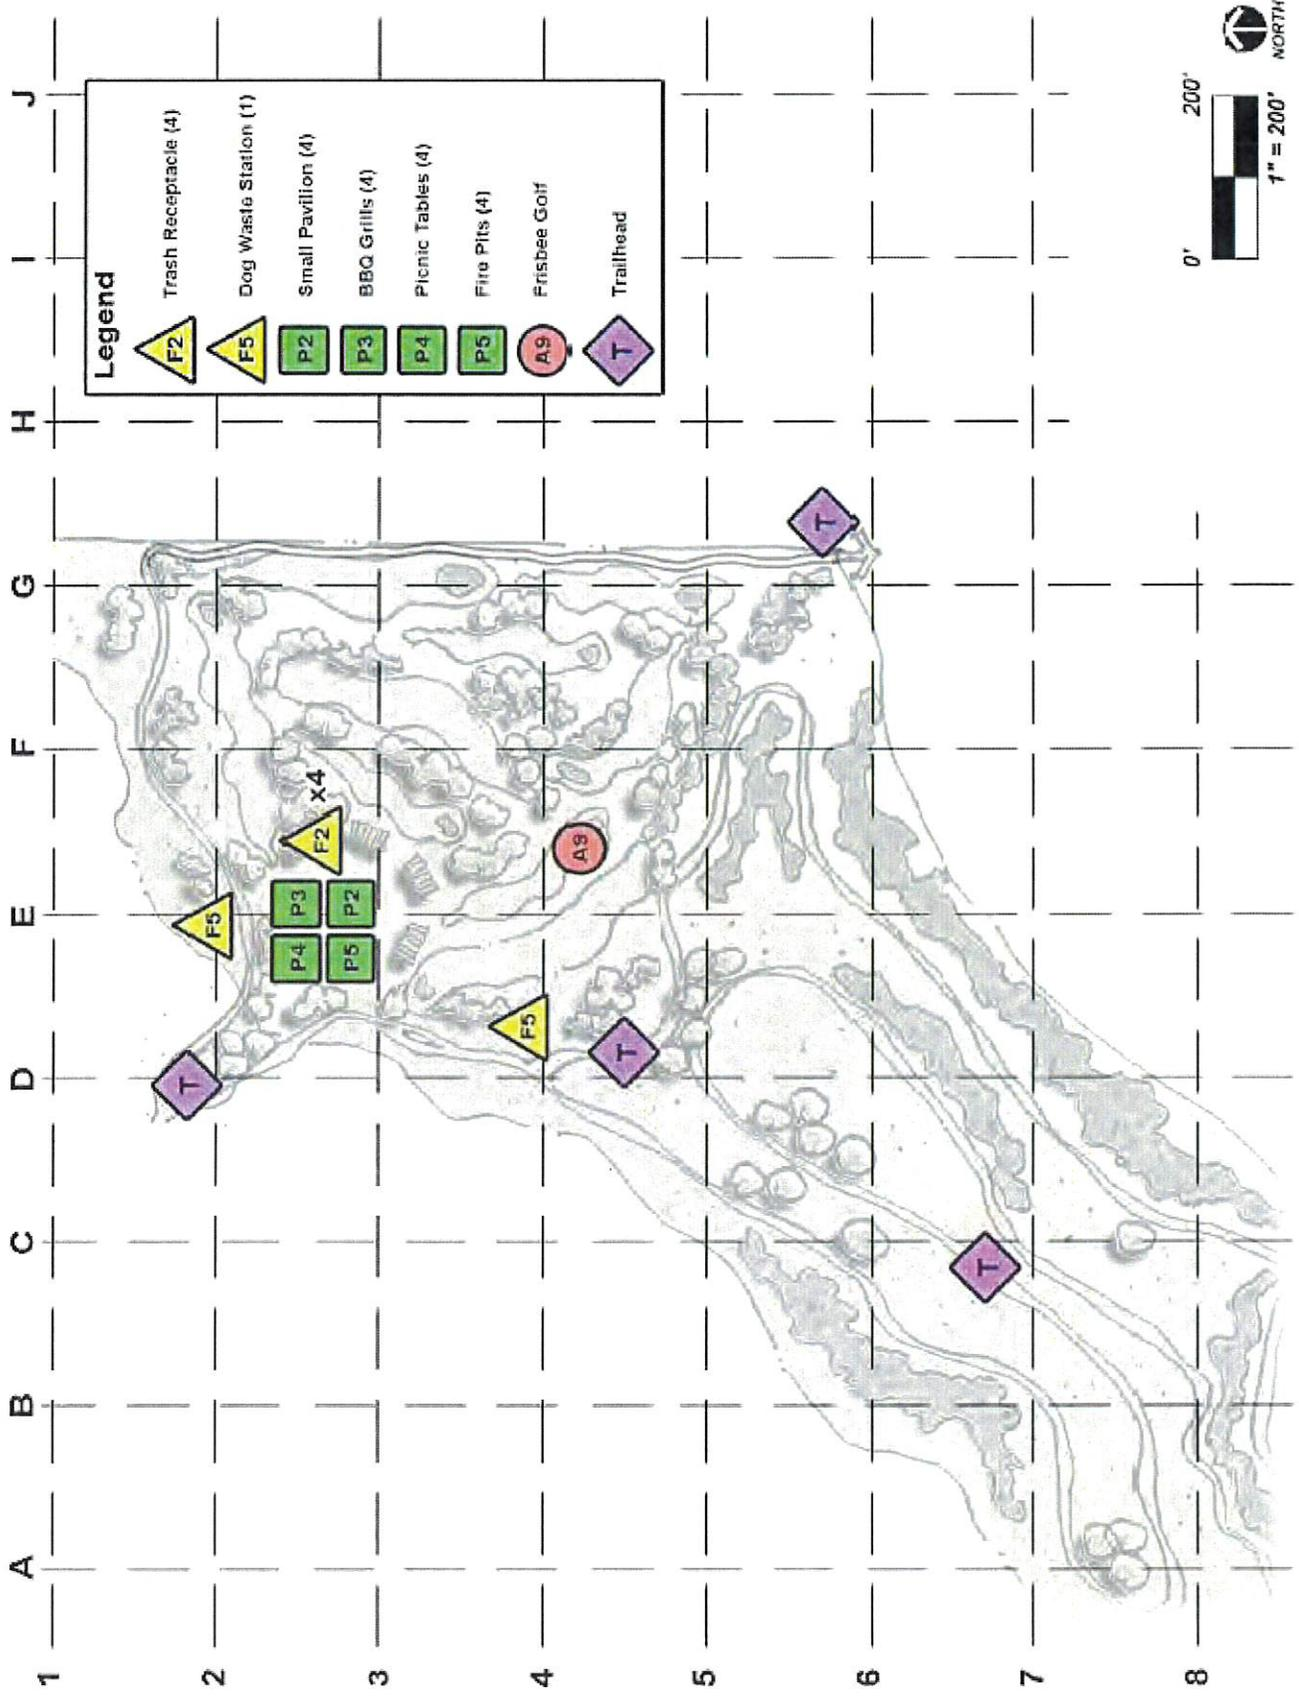 A B C D E F G H I J
1
2
3
4
5
6
7
8
Legend
F2 Trash Receptacle (4)
F5 Dog Waste Station (1)
P2 Small Pavilion (4)
P3 BBQ Grills (4)
P4 Picnic Tables (4)
P5 Fire Pits (4)
A9 Frisbee Golf
T Trailhead
T
F5
P4 P3
F2 x4
P5 P2
F5
A9
T
T
T
0' 200'
1" = 200'
NORTH